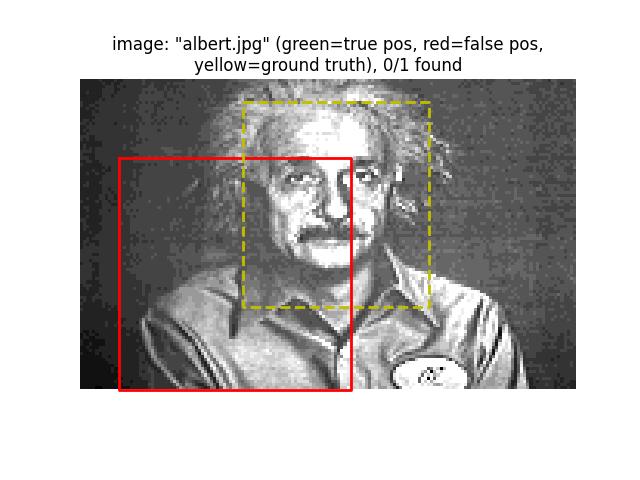 image: "albert.jpg" (green=true pos, red=false pos,
yellow=ground truth), 0/1 found